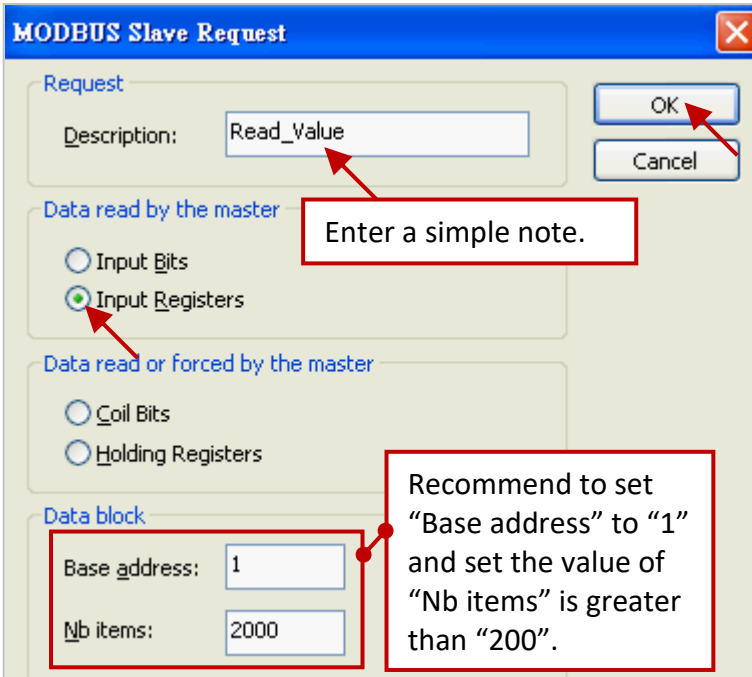 MODBUS Slave Request
Request
OK
Description:
Read_Value
Cancel
Data read by the master
Enter a simple note.
Input Bits
Input Registers
Data read or forced by the master
Coil Bits
Holding Registers
Recommend to set
“Base address” to “1”
and set the value of
“Nb items” is greater
than “200”.
Data block
Base address:
1
Nb items:
2000